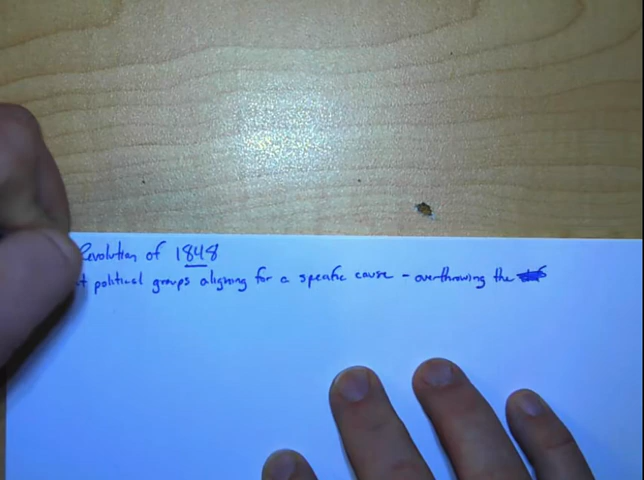 Revolution of 1848
political groups aligning for a specific cause - overthrowing the